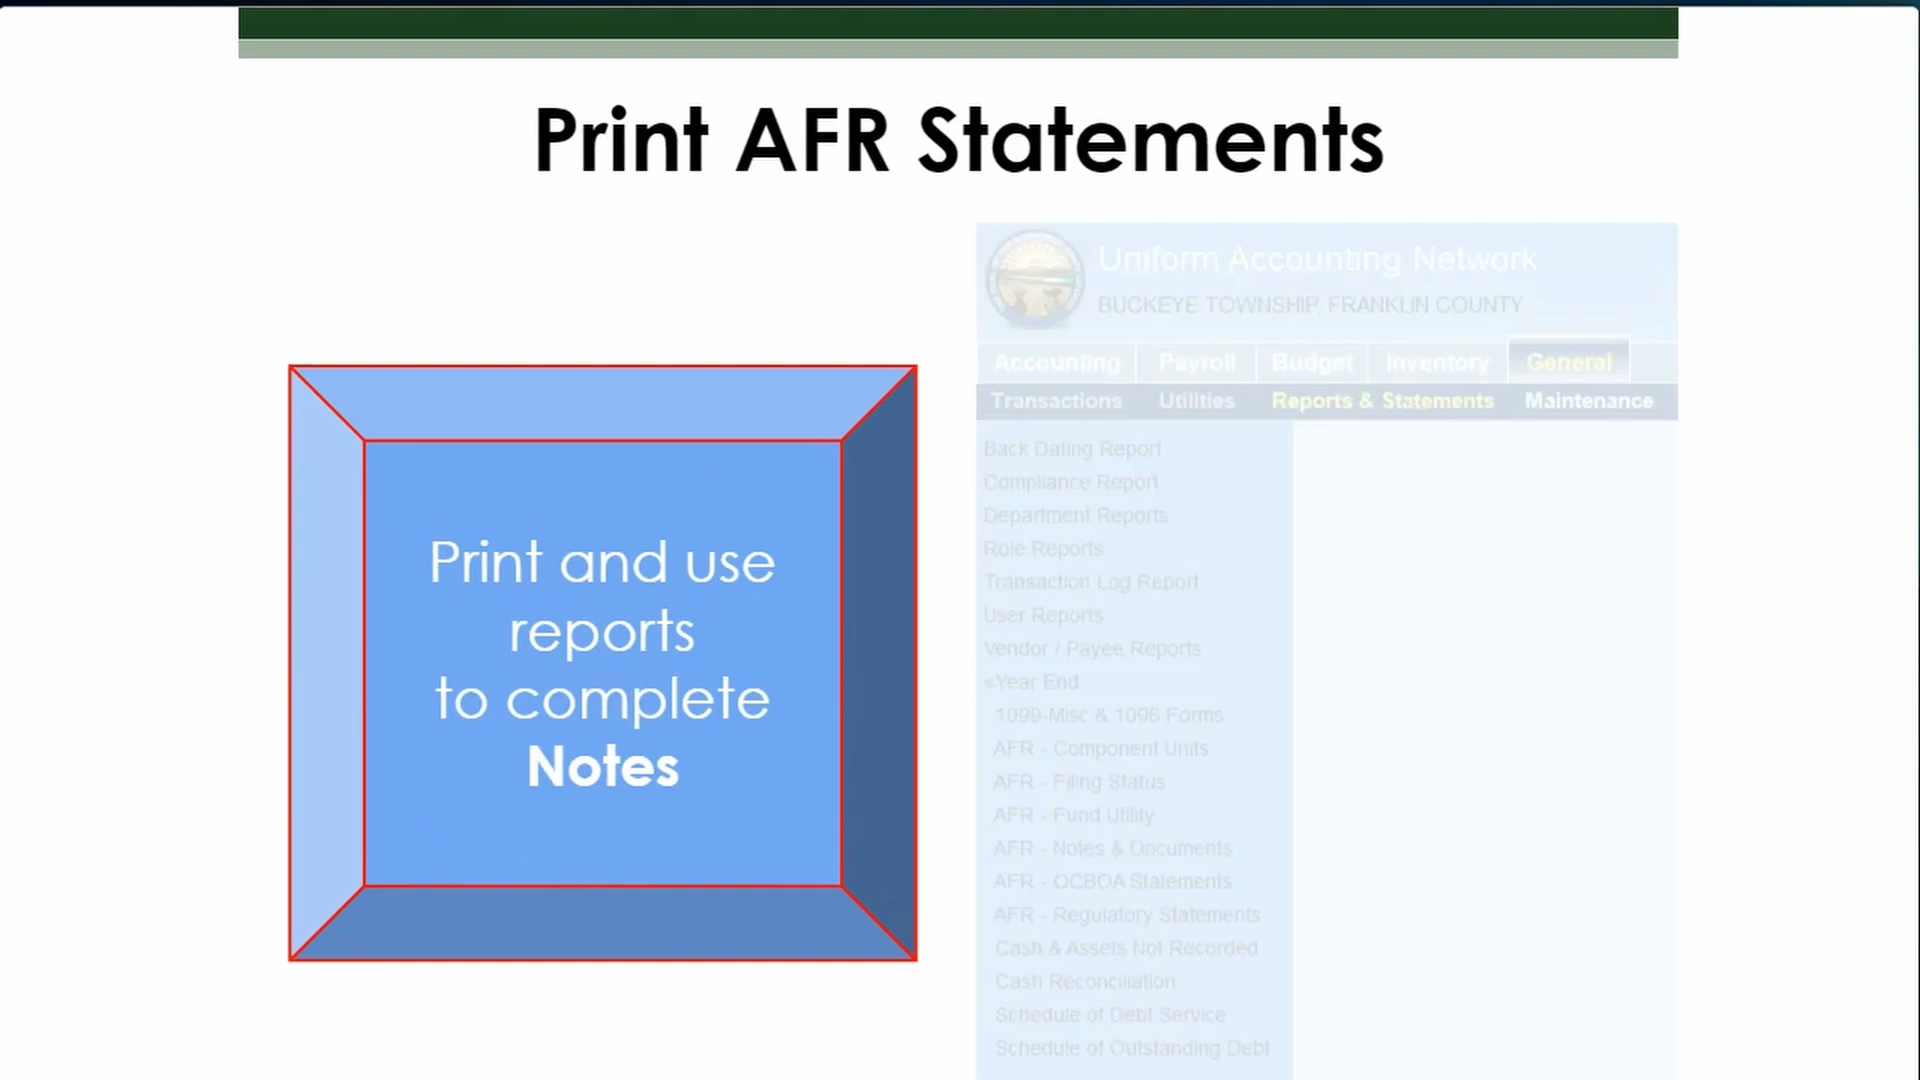 Print AFR Statements
Print and use
reports
to complete
Notes
Uniform Accounting Network
BUCKEYE TOWNSHIP, FRANKLIN COUNTY
Accounting Payroll Budget Inventory General
Transactions Utilities Reports & Statements Maintenance
Back Dating Report
Compliance Report
Department Reports
Role Reports
Transaction Log Report
User Reports
Vendor / Payee Reports
«Year End
1099-Misc & 1096 Forms
AFR - Component Units
AFR - Filing Status
AFR - Fund Utility
AFR - Notes & Documents
AFR - OCBOA Statements
AFR - Regulatory Statements
Cash & Assets Not Recorded
Cash Reconciliation
Schedule of Debt Service
Schedule of Outstanding Debt